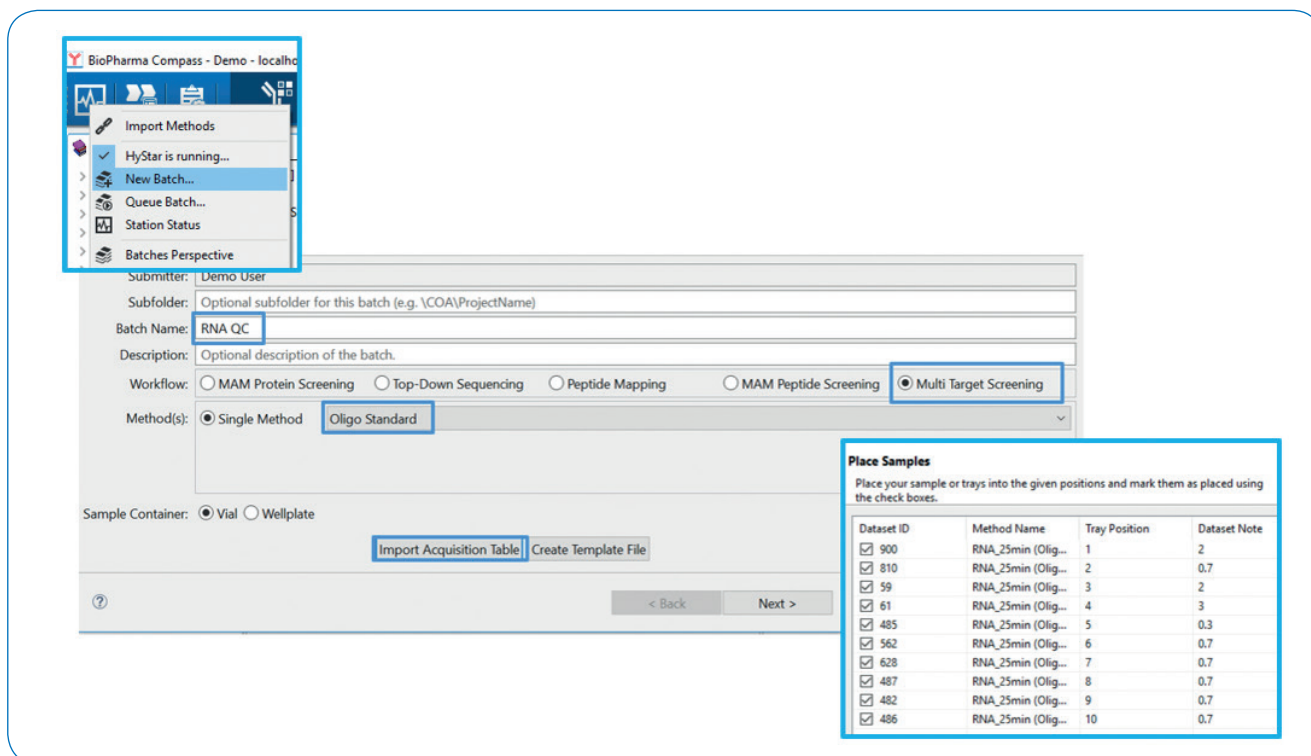 BioPharma Compass - Demo - localho
Import Methods
HyStar is running...
New Batch...
Queue Batch...
Station Status
Batches Perspective
Submitter: Demo User
Subfolder: Optional subfolder for this batch (e.g. \COA\ProjectName)
Batch Name: RNA QC
Description: Optional description of the batch.
Workflow: MAM Protein Screening Top-Down Sequencing Peptide Mapping MAM Peptide Screening Multi Target Screening
Method(s): Single Method Oligo Standard
Sample Container: Vial Wellplate
Import Acquisition Table Create Template File
? < Back Next >
Place Samples
Place your sample or trays into the given positions and mark them as placed using
the check boxes.
Dataset ID Method Name Tray Position Dataset Note
900 RNA_25min (Olig... 1 2
810 RNA_25min (Olig... 2 0.7
59 RNA_25min (Olig... 3 2
61 RNA_25min (Olig... 4 3
485 RNA_25min (Olig... 5 0.3
562 RNA_25min (Olig... 6 0.7
628 RNA_25min (Olig... 7 0.7
487 RNA_25min (Olig... 8 0.7
482 RNA_25min (Olig... 9 0.7
486 RNA_25min (Olig... 10 0.7